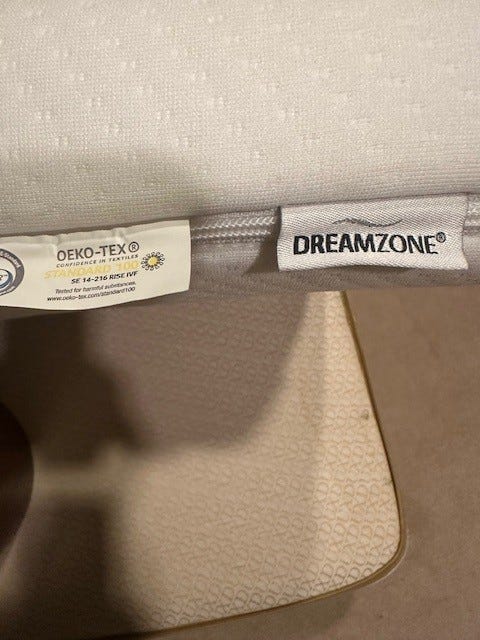 OEKO-TEX®
CONFIDENCE IN TEXTILES
STANDARD 100
SE 14-216 RISE IVF
Tested for harmful substances.
www.oeko-tex.com/standard100
DREAMZONE®